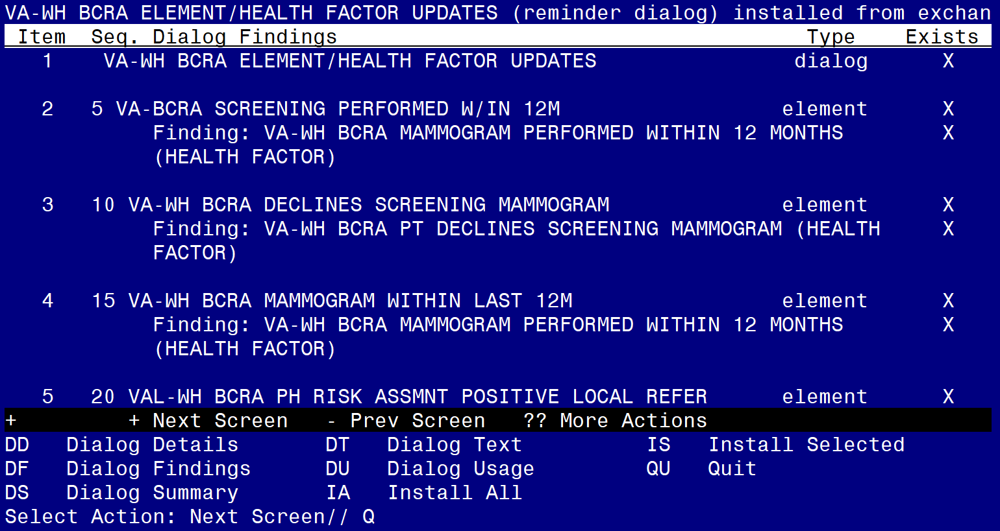 VA-WH BCRA ELEMENT/HEALTH FACTOR UPDATES (reminder dialog) installed from exchan
Item  Seq. Dialog Findings  Type  Exists
1  VA-WH BCRA ELEMENT/HEALTH FACTOR UPDATES  dialog  X
2  5 VA-BCRA SCREENING PERFORMED W/IN 12M  element  X
Finding: VA-WH BCRA MAMMOGRAM PERFORMED WITHIN 12 MONTHS  X
(HEALTH FACTOR)
3  10 VA-WH BCRA DECLINES SCREENING MAMMOGRAM  element  X
Finding: VA-WH BCRA PT DECLINES SCREENING MAMMOGRAM (HEALTH  X
FACTOR)
4  15 VA-WH BCRA MAMMOGRAM WITHIN LAST 12M  element  X
Finding: VA-WH BCRA MAMMOGRAM PERFORMED WITHIN 12 MONTHS  X
(HEALTH FACTOR)
5  20 VAL-WH BCRA PH RISK ASSMNT POSITIVE LOCAL REFER  element  X
+  + Next Screen  - Prev Screen  ?? More Actions
DD  Dialog Details  DT  Dialog Text  IS  Install Selected
DF  Dialog Findings  DU  Dialog Usage  QU  Quit
DS  Dialog Summary  IA  Install All
Select Action: Next Screen// Q